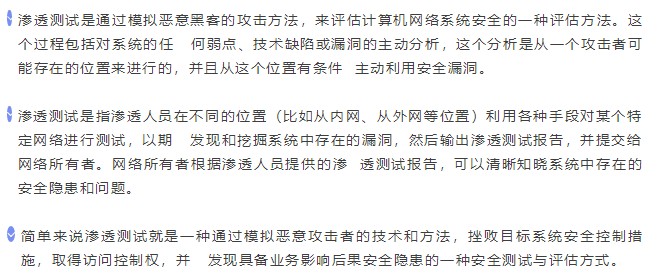 渗透测试是通过模拟恶意黑客的攻击方法，来评估计算机网络系统安全的一种评估方法。这
个过程包括对系统的任　何弱点、技术缺陷或漏洞的主动分析，这个分析是从一个攻击者可
能存在的位置来进行的，并且从这个位置有条件　主动利用安全漏洞。
渗透测试是指渗透人员在不同的位置（比如从内网、从外网等位置）利用各种手段对某个特
定网络进行测试，以期　发现和挖掘系统中存在的漏洞，然后输出渗透测试报告，并提交给
网络所有者。网络所有者根据渗透人员提供的渗　透测试报告，可以清晰知晓系统中存在的
安全隐患和问题。
简单来说渗透测试就是一种通过模拟恶意攻击者的技术和方法，挫败目标系统安全控制措
施，取得访问控制权，并　发现具备业务影响后果安全隐患的一种安全测试与评估方式。